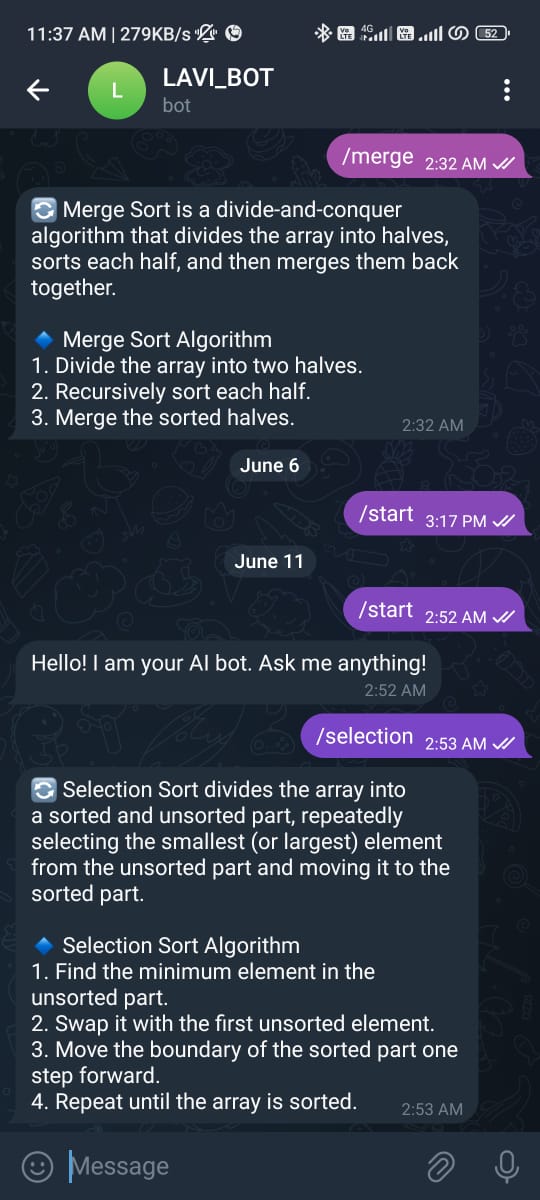 11:37 AM | 279KB/s
Vo LTE 4G Vo LTE 52
L
LAVI_BOT
bot
/merge 2:32 AM
Merge Sort is a divide-and-conquer
algorithm that divides the array into halves,
sorts each half, and then merges them back
together.
Merge Sort Algorithm
1. Divide the array into two halves.
2. Recursively sort each half.
3. Merge the sorted halves.
2:32 AM
June 6
/start 3:17 PM
June 11
/start 2:52 AM
Hello! I am your AI bot. Ask me anything!
2:52 AM
/selection 2:53 AM
Selection Sort divides the array into
a sorted and unsorted part, repeatedly
selecting the smallest (or largest) element
from the unsorted part and moving it to the
sorted part.
Selection Sort Algorithm
1. Find the minimum element in the
unsorted part.
2. Swap it with the first unsorted element.
3. Move the boundary of the sorted part one
step forward.
4. Repeat until the array is sorted.
2:53 AM
Message